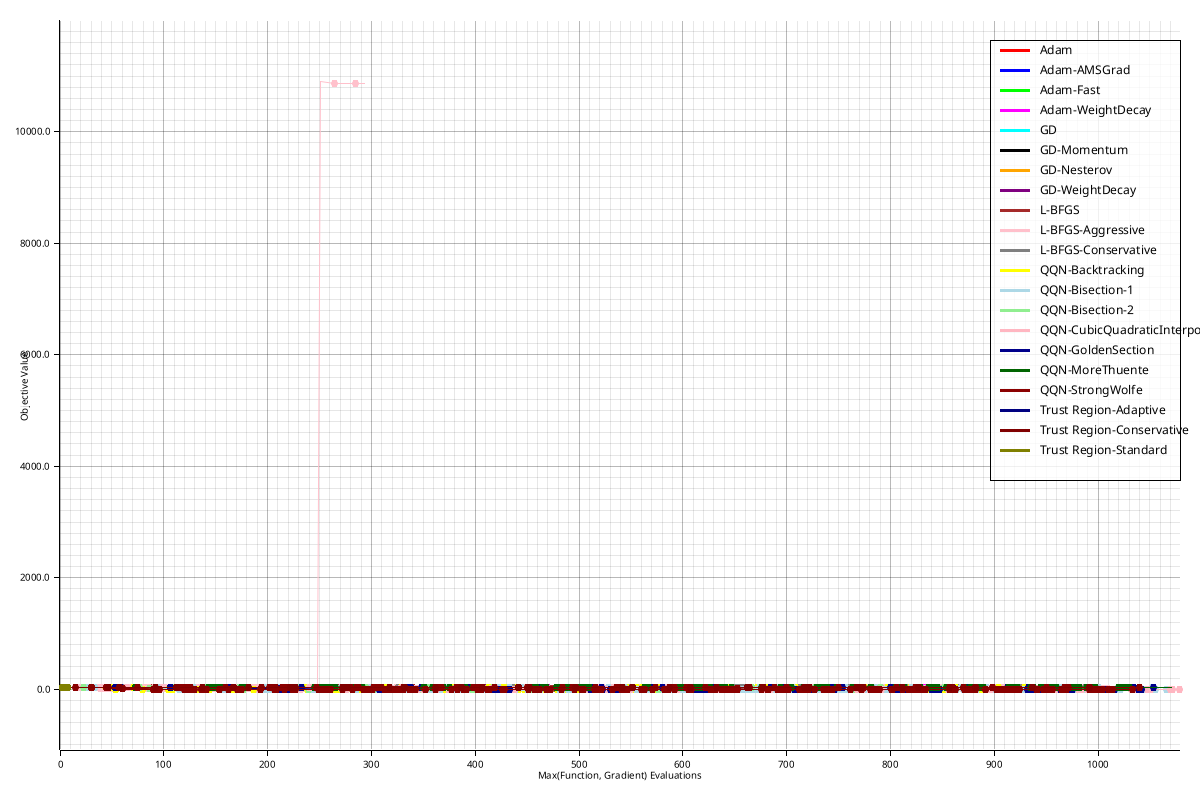 Adam
Adam-AMSGrad
Adam-Fast
Adam-WeightDecay
GD
GD-Momentum
GD-Nesterov
GD-WeightDecay
L-BFGS
L-BFGS-Aggressive
L-BFGS-Conservative
QQN-Backtracking
QQN-Bisection-1
QQN-Bisection-2
QQN-CubicQuadraticInterpo
QQN-GoldenSection
QQN-MoreThuente
QQN-StrongWolfe
Trust Region-Adaptive
Trust Region-Conservative
Trust Region-Standard
10000.0
8000.0
6000.0
4000.0
2000.0
0.0
Objective Value
0 100 200 300 400 500 600 700 800 900 1000
Max(Function, Gradient) Evaluations